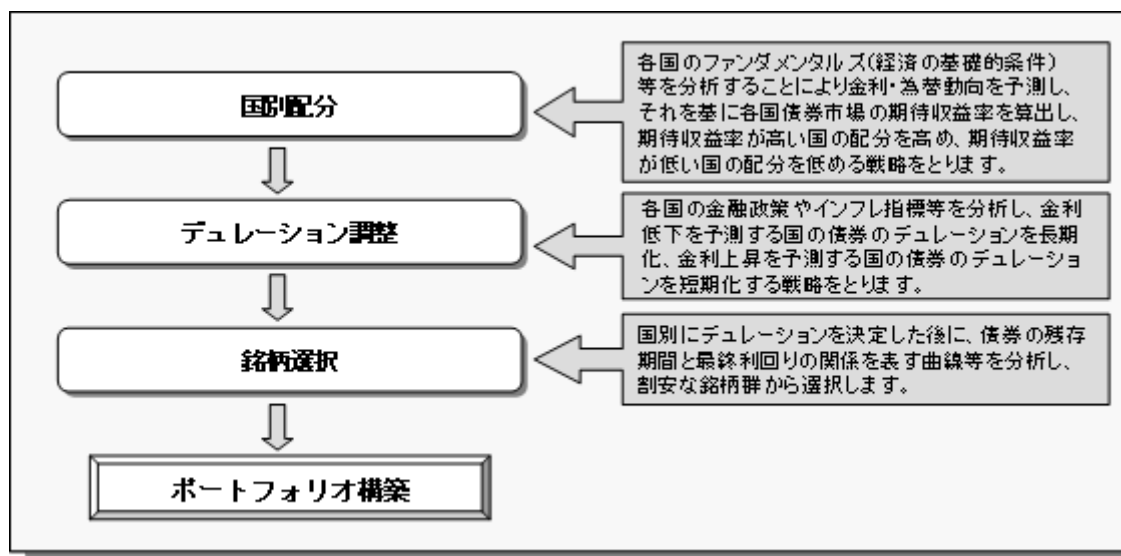 国別配分
各国のファンダメンタルズ(経済の基礎的条件)
等を分析することにより金利・為替動向を予測し、
それを基に各国債券市場の期待収益率を算出し、
期待収益率が高い国の配分を高め、期待収益率
が低い国の配分を低める戦略をとります。
デュレーション調整
各国の金融政策やインフレ指標等を分析し、金利
低下を予測する国の債券のデュレーションを長期
化、金利上昇を予測する国の債券のデュレーショ
ンを短期化する戦略をとります。
銘柄選択
国別にデュレーションを決定した後に、債券の残存
期間と最終利回りの関係を表す曲線等を分析し、
割安な銘柄群から選択します。
ポートフォリオ構築